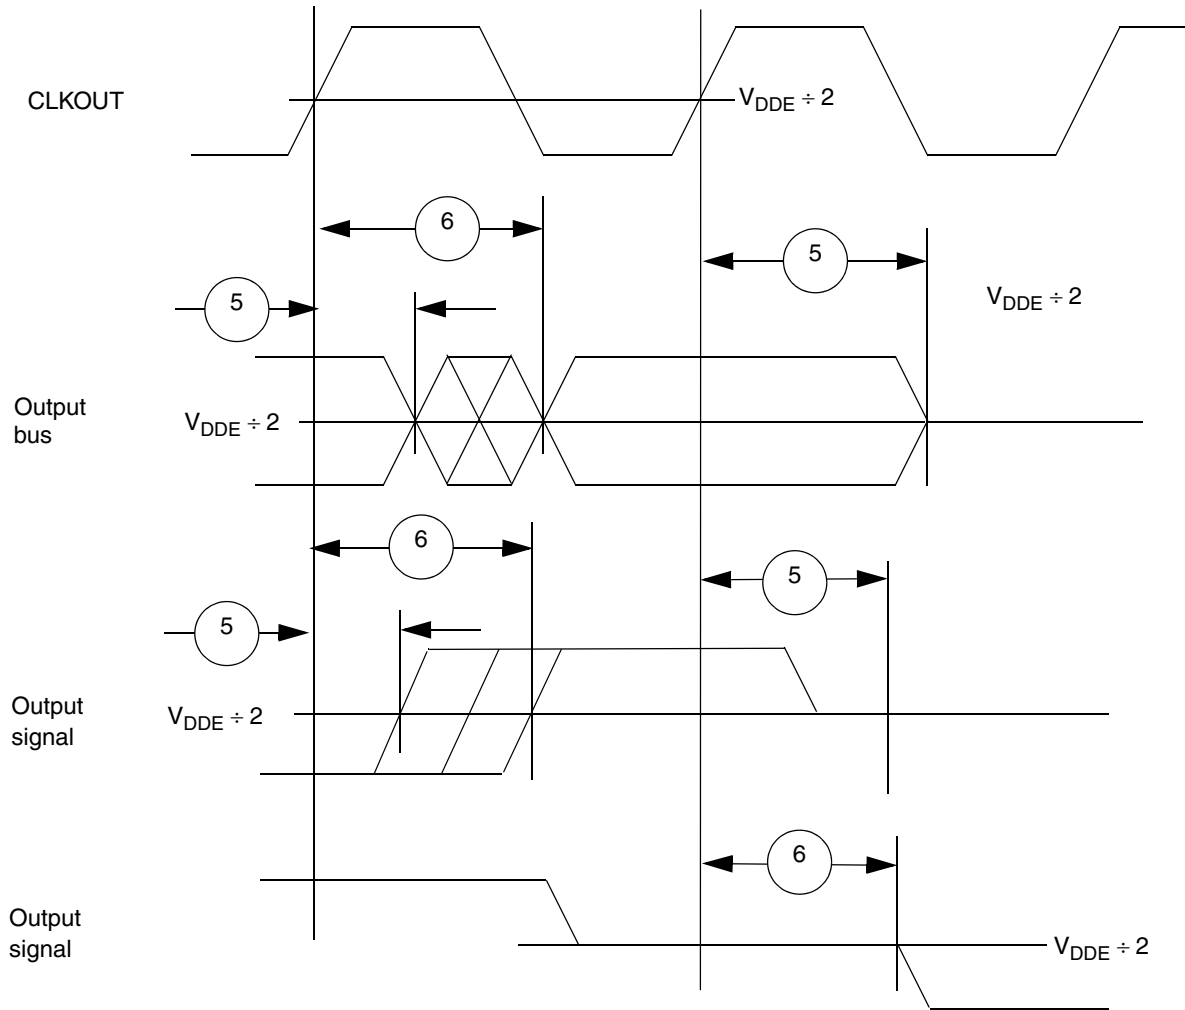 CLKOUT
VDDE ÷ 2
6
5
5
VDDE ÷ 2
Output
bus
VDDE ÷ 2
6
5
5
Output
signal
VDDE ÷ 2
6
Output
signal
VDDE ÷ 2